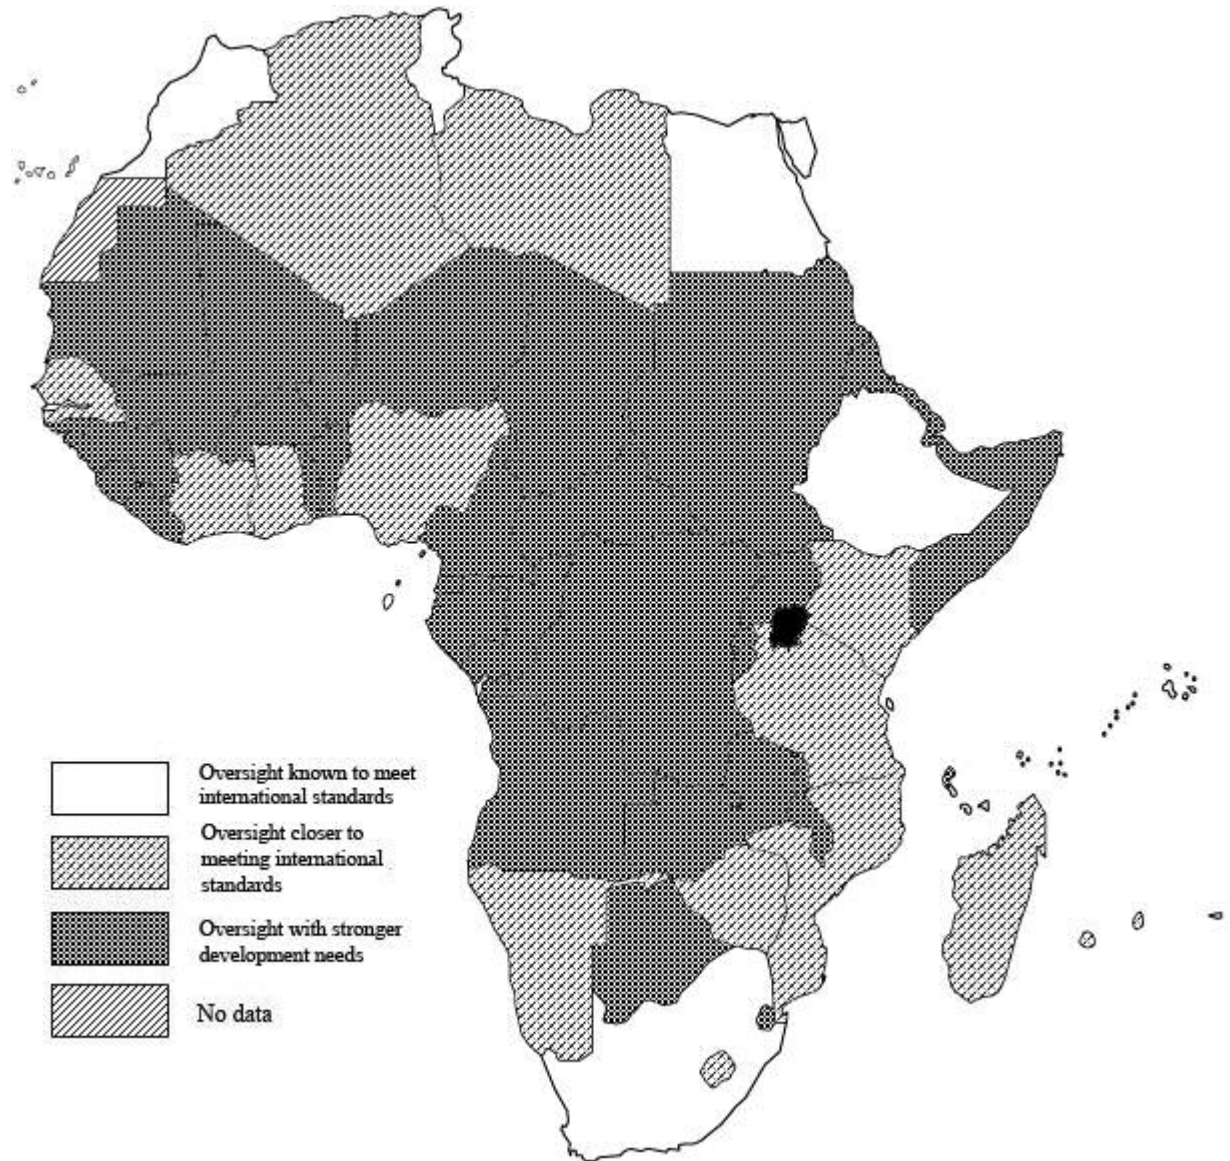 Oversight known to meet
international standards
Oversight closer to
meeting international
standards
Oversight with stronger
development needs
No data